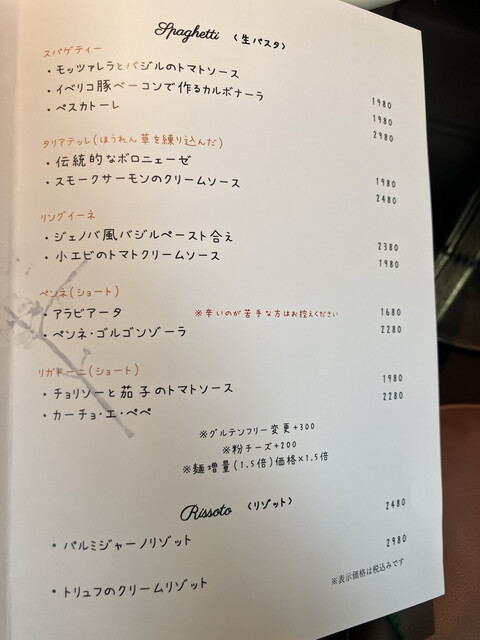 Spaghetti 〈生パスタ〉
スパゲティー
・モッツァレラとバジルのトマトソース 1980
・イベリコ豚ベーコンで作るカルボナーラ 1980
・ペスカトーレ 2980
タリアテッレ(ほうれん草を練り込んだ)
・伝統的なボロニェーゼ 1980
・スモークサーモンのクリームソース 2480
リングイーネ
・ジェノバ風バジルペースト合え 2380
・小エビのトマトクリームソース 1980
ペンネ(ショート)
・アラビアータ ※辛いのが苦手な方はお控えください 1680
・ペンネ・ゴルゴンゾーラ 2280
リガトーニ(ショート)
・チョリソーと茄子のトマトソース 1980
・カーチョ・エ・ペペ 2280
※グルテンフリー変更+300
※粉チーズ+200
※麺増量(1.5倍)価格×1.5倍
Rissoto 〈リゾット〉
・パルミジャーノリゾット 2480
・トリュフのクリームリゾット 2980
※表示価格は税込みです